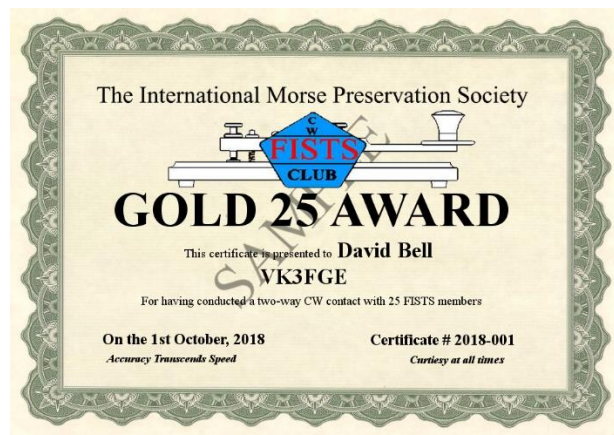 The International Morse Preservation Society
C
W
FISTS
CLUB
GOLD 25 AWARD
SAMPLE
This certificate is presented to David Bell
VK3FGE
For having conducted a two-way CW contact with 25 FISTS members
On the 1st October, 2018 Certificate # 2018-001
Accuracy Transcends Speed Curtiesy at all times